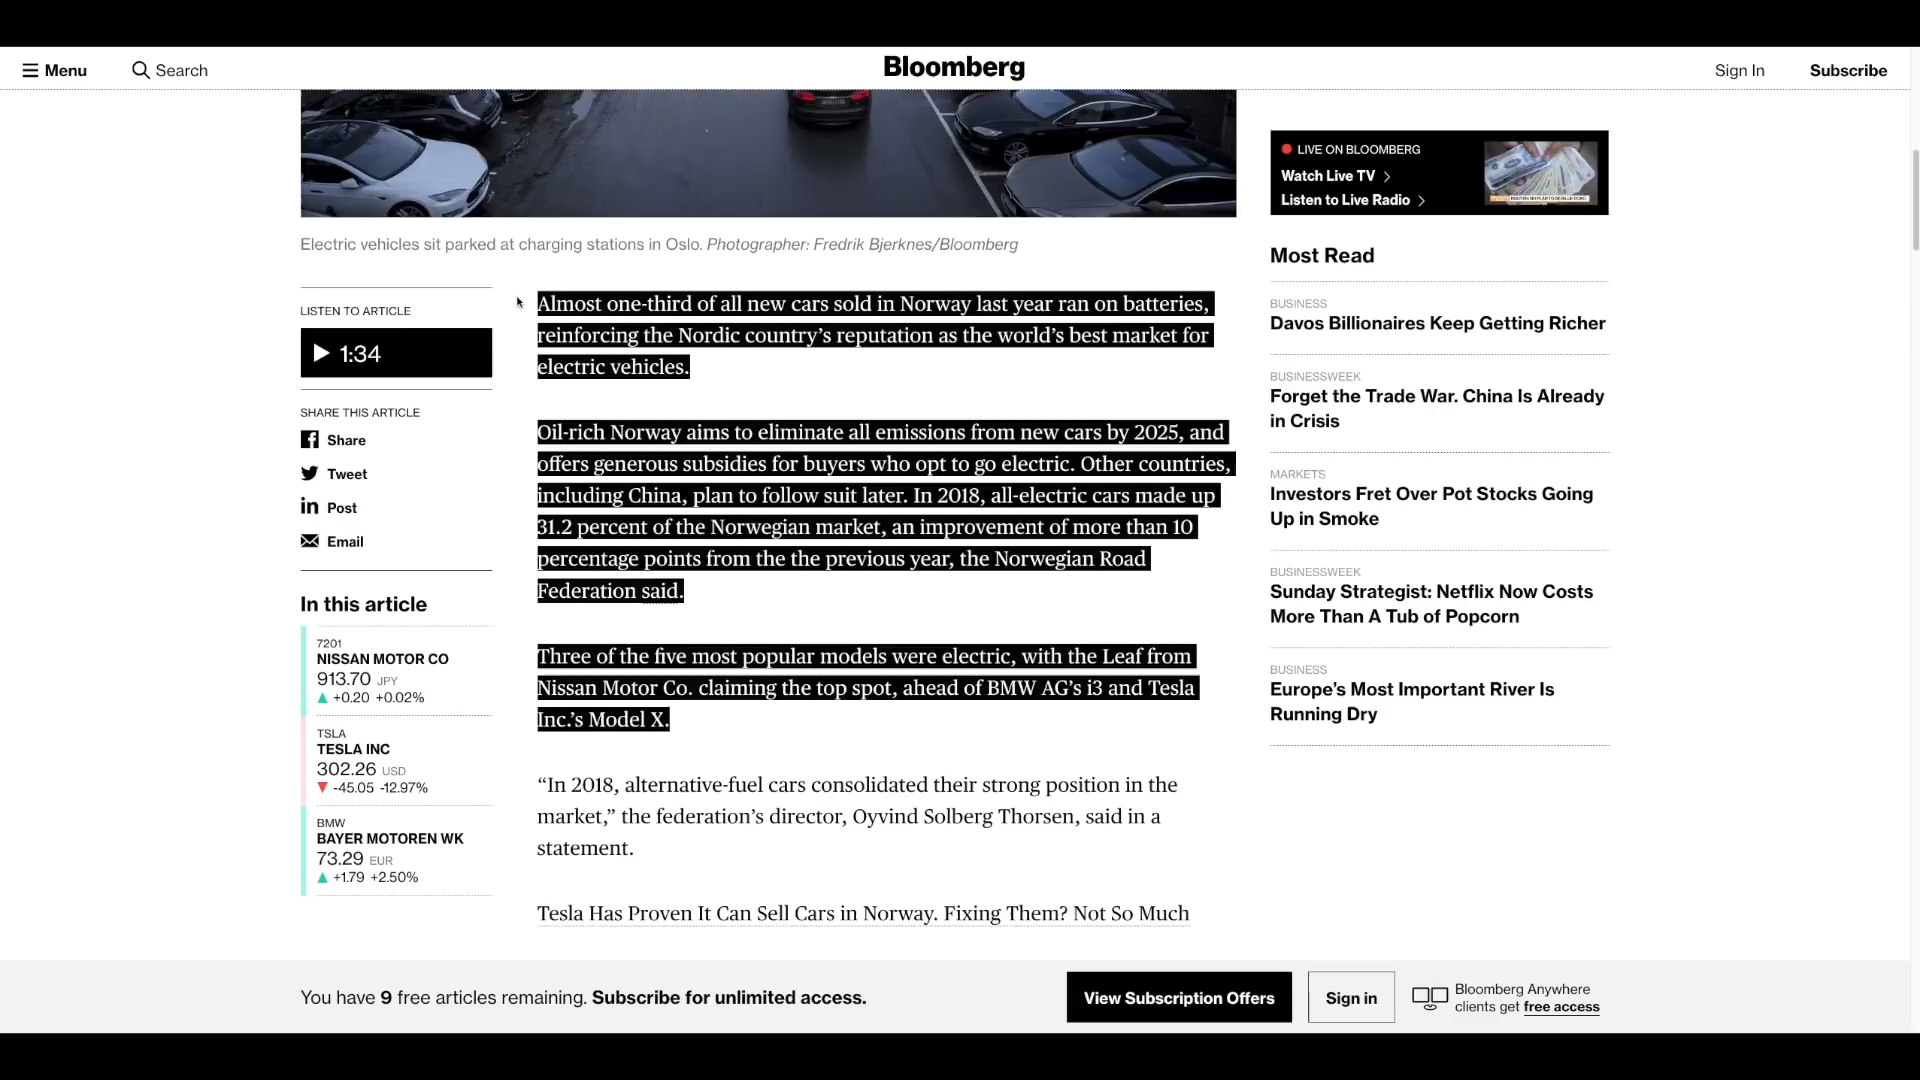 Menu
Search
Bloomberg
Sign In
Subscribe
Electric vehicles sit parked at charging stations in Oslo. Photographer: Fredrik Bjerknes/Bloomberg
LISTEN TO ARTICLE
1:34
SHARE THIS ARTICLE
Share
Tweet
Post
Email
In this article
7201
NISSAN MOTOR CO
913.70 JPY
+0.20 +0.02%
TSLA
TESLA INC
302.26 USD
-45.05 -12.97%
BMW
BAYER MOTOREN WK
73.29 EUR
+1.79 +2.50%
Almost one-third of all new cars sold in Norway last year ran on batteries,
reinforcing the Nordic country’s reputation as the world’s best market for
electric vehicles.
Oil-rich Norway aims to eliminate all emissions from new cars by 2025, and
offers generous subsidies for buyers who opt to go electric. Other countries,
including China, plan to follow suit later. In 2018, all-electric cars made up
31.2 percent of the Norwegian market, an improvement of more than 10
percentage points from the the previous year, the Norwegian Road
Federation said.
Three of the five most popular models were electric, with the Leaf from
Nissan Motor Co. claiming the top spot, ahead of BMW AG’s i3 and Tesla
Inc.’s Model X.
“In 2018, alternative-fuel cars consolidated their strong position in the
market,” the federation’s director, Oyvind Solberg Thorsen, said in a
statement.
Tesla Has Proven It Can Sell Cars in Norway. Fixing Them? Not So Much
LIVE ON BLOOMBERG
Watch Live TV
Listen to Live Radio
Most Read
BUSINESS
Davos Billionaires Keep Getting Richer
BUSINESSWEEK
Forget the Trade War. China Is Already
in Crisis
MARKETS
Investors Fret Over Pot Stocks Going
Up in Smoke
BUSINESSWEEK
Sunday Strategist: Netflix Now Costs
More Than A Tub of Popcorn
BUSINESS
Europe’s Most Important River Is
Running Dry
You have 9 free articles remaining. Subscribe for unlimited access.
View Subscription Offers
Sign in
Bloomberg Anywhere
clients get free access